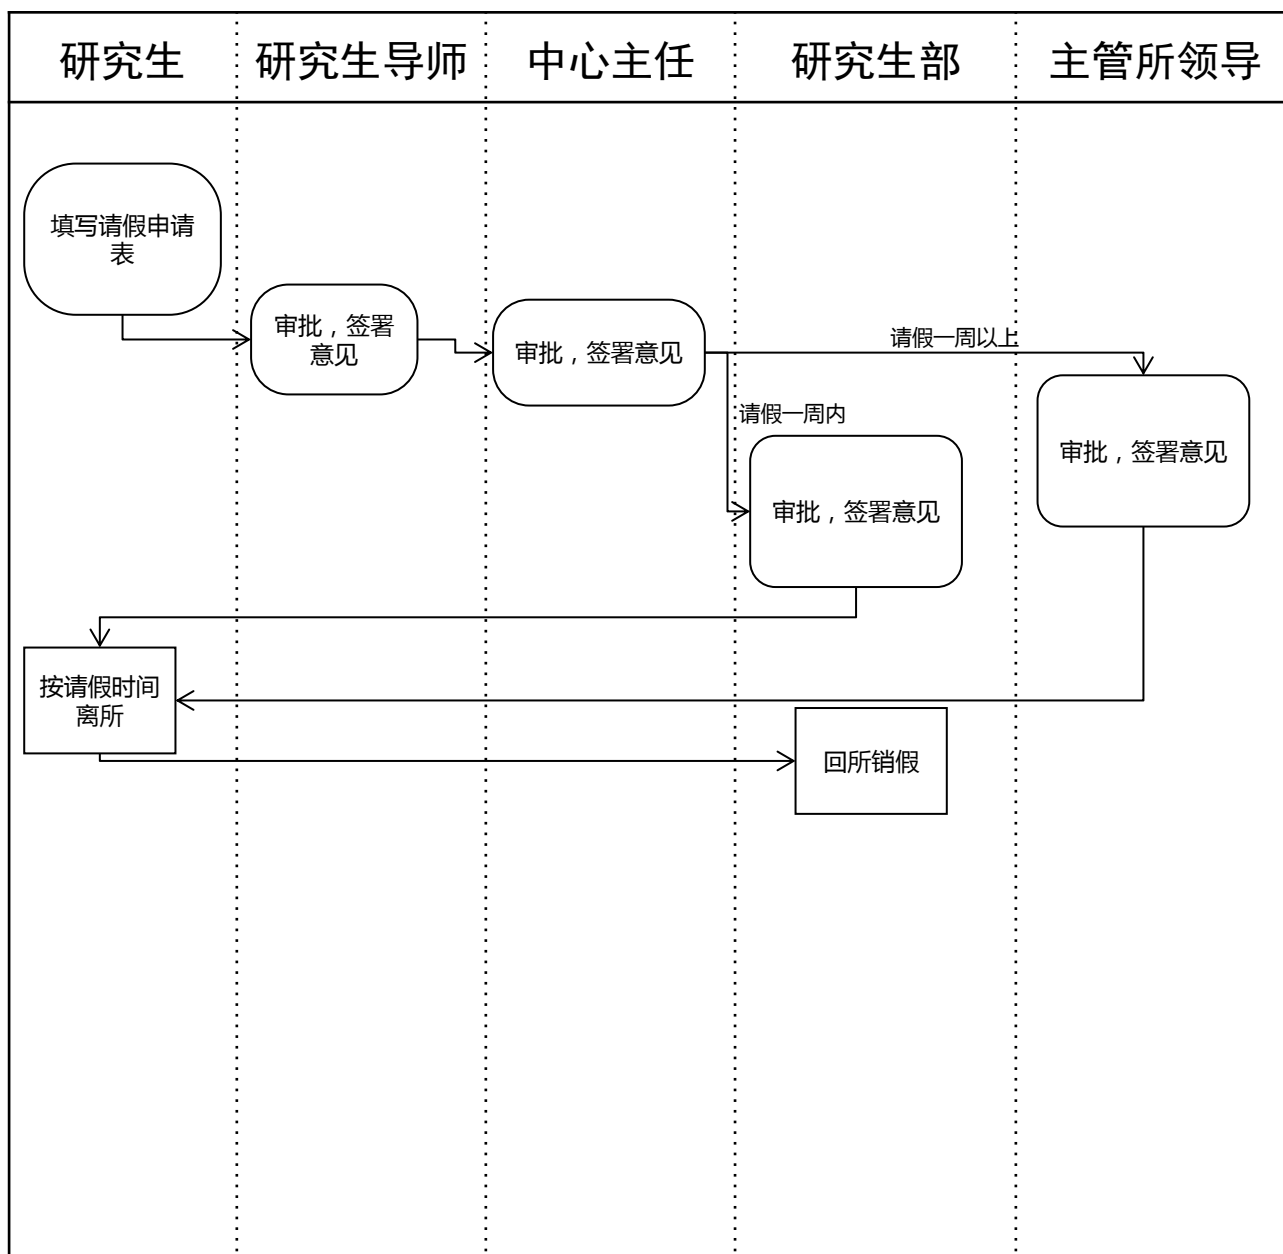 研究生
研究生导师
中心主任
研究生部
主管所领导
填写请假申请
表
审批，签署
意见
审批，签署意见
请假一周以上
请假一周内
审批，签署意见
审批，签署意见
按请假时间
离所
回所销假